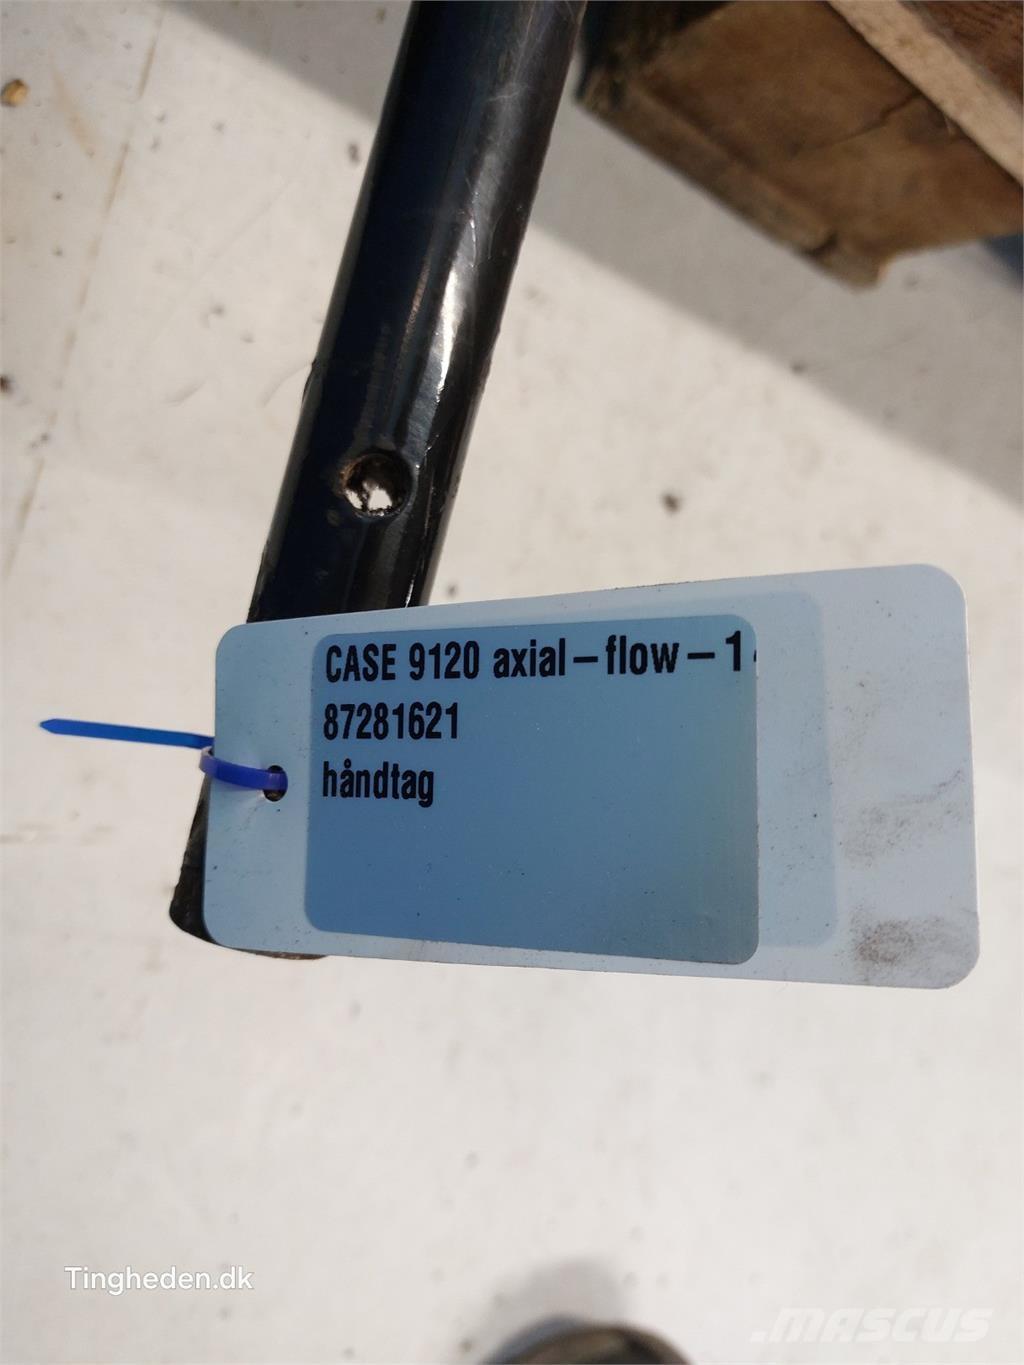 CASE 9120 axial-flow-1
87281621
håndtag
Tingheden.dk
MASCUS